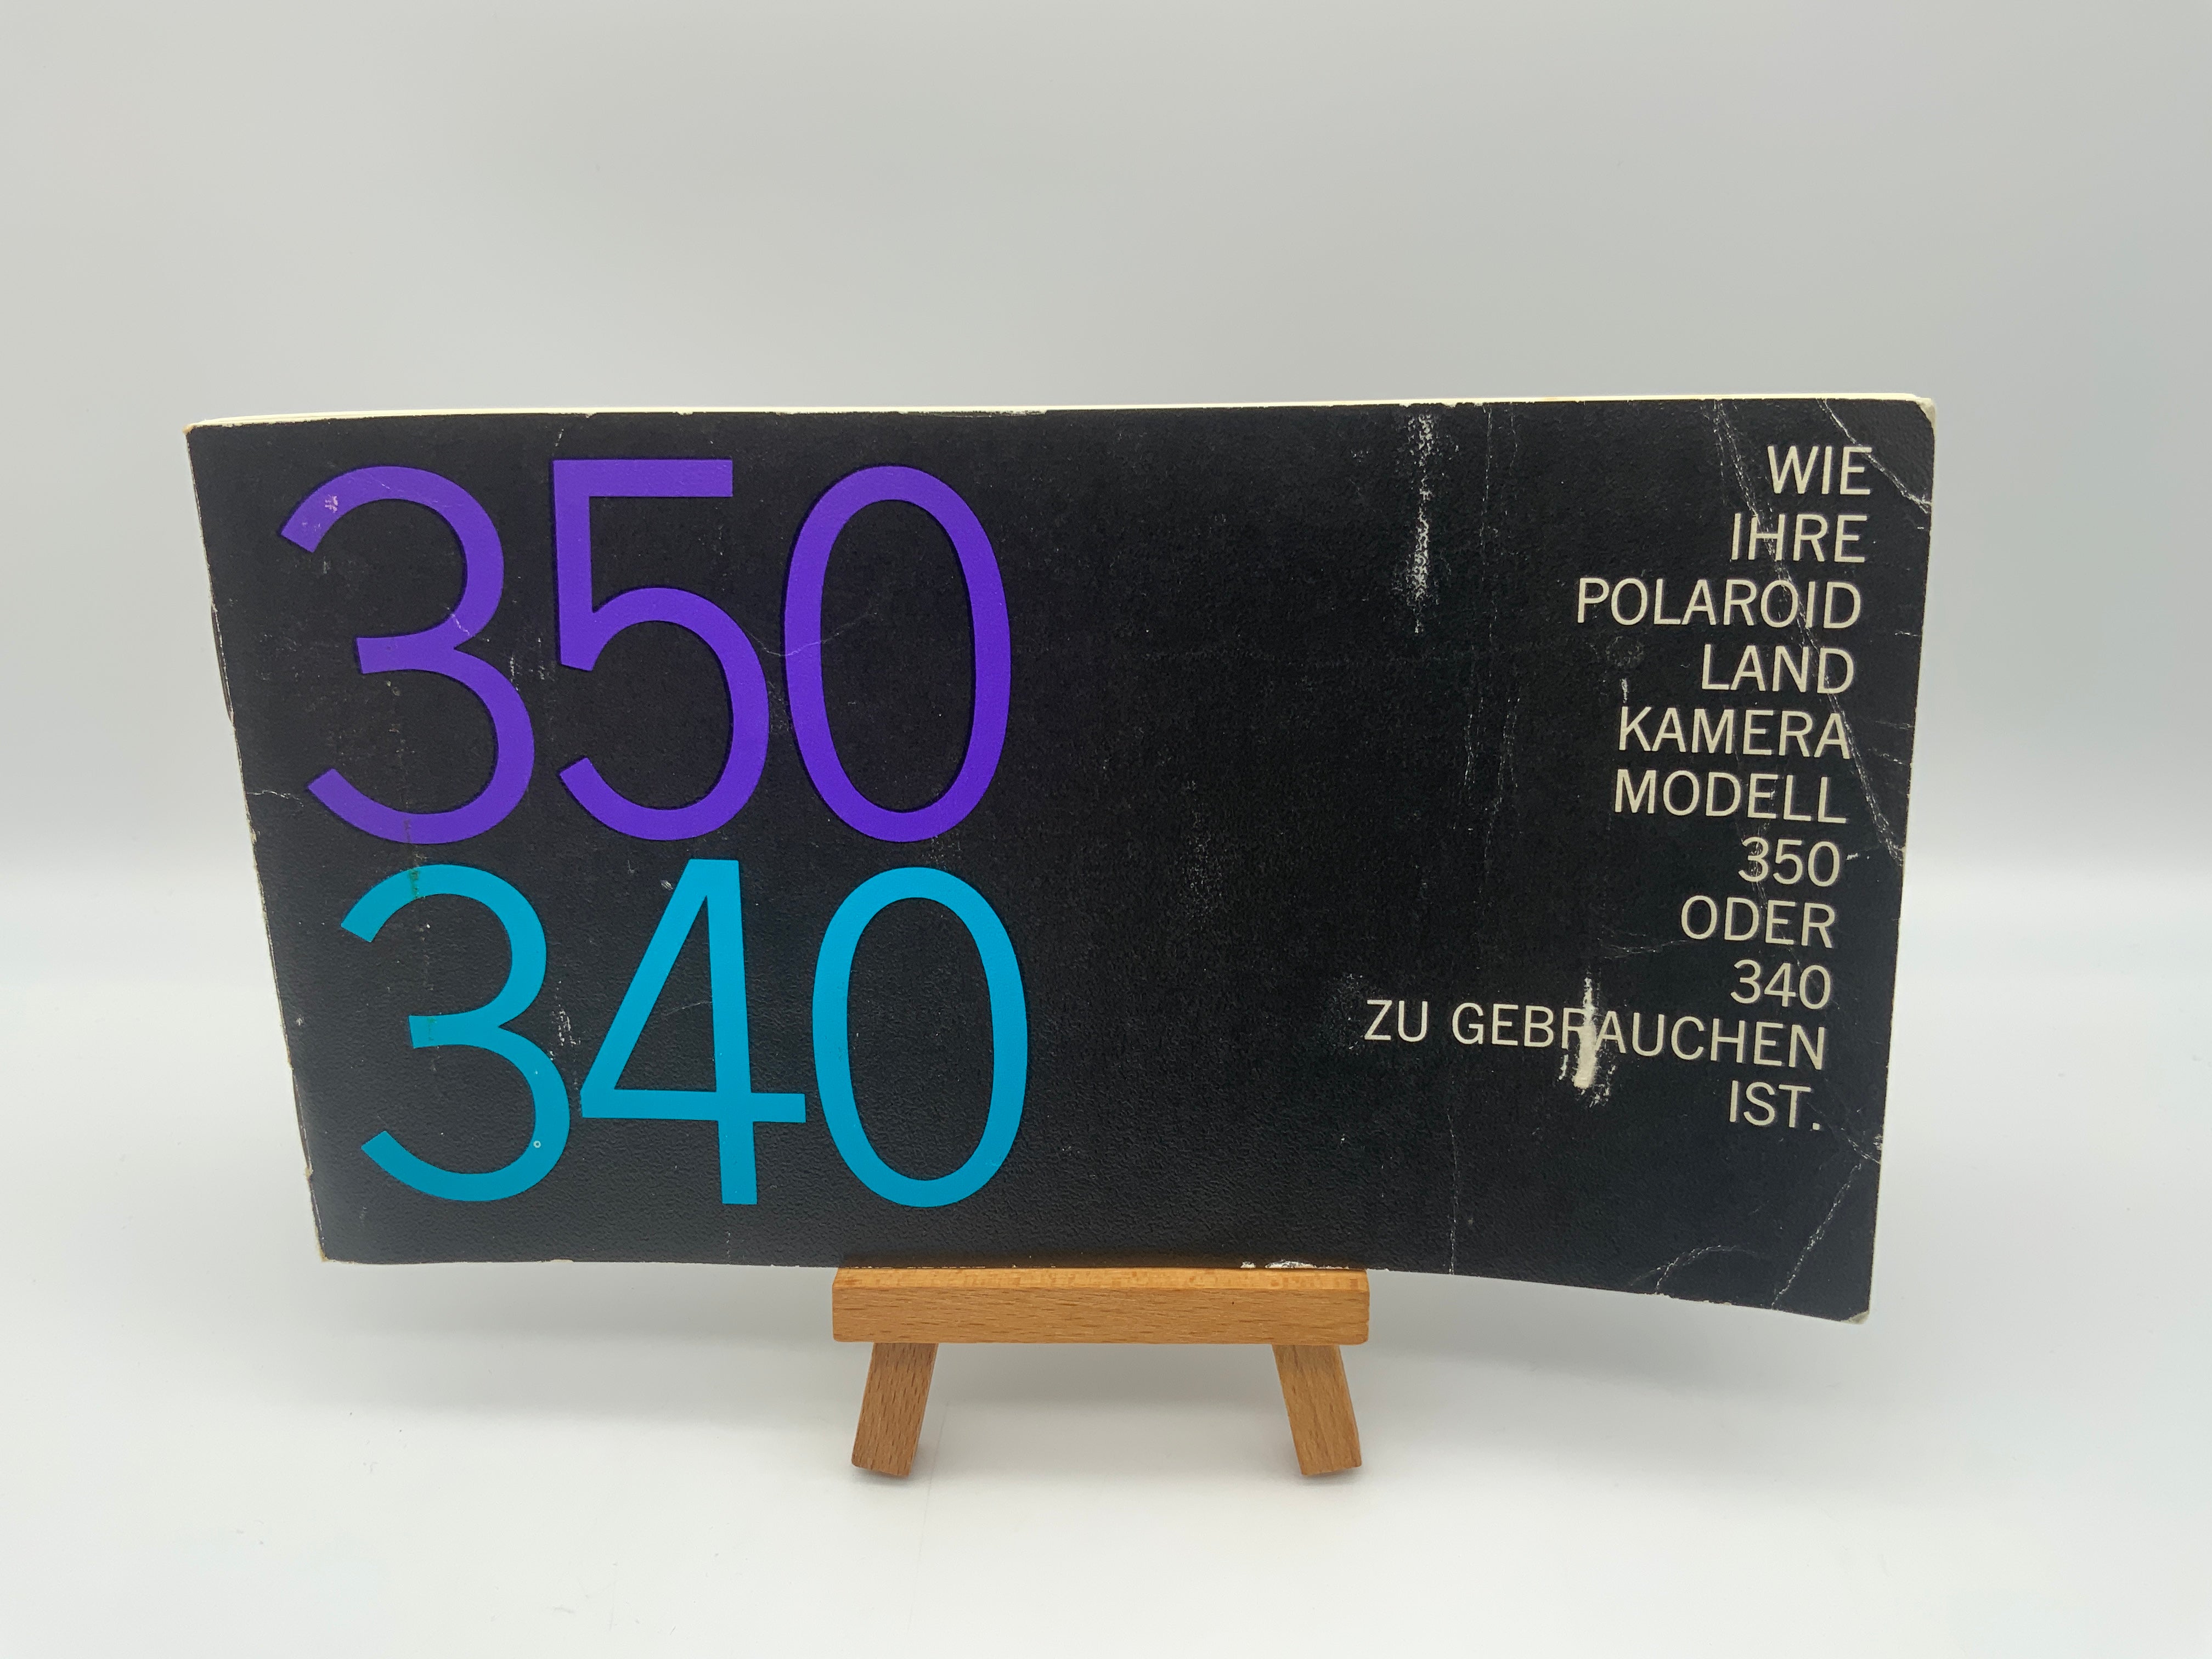 350
340
WIE
IHRE
POLAROID
LAND
KAMERA
MODELL
350
ODER
340
ZU GEBRAUCHEN
IST.